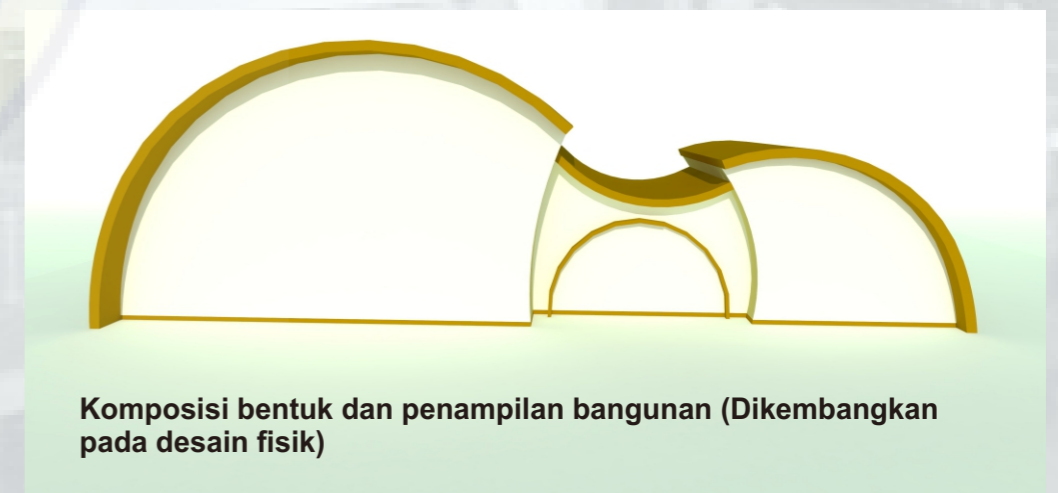 Komposisi bentuk dan penampilan bangunan (Dikembangkan
pada desain fisik)